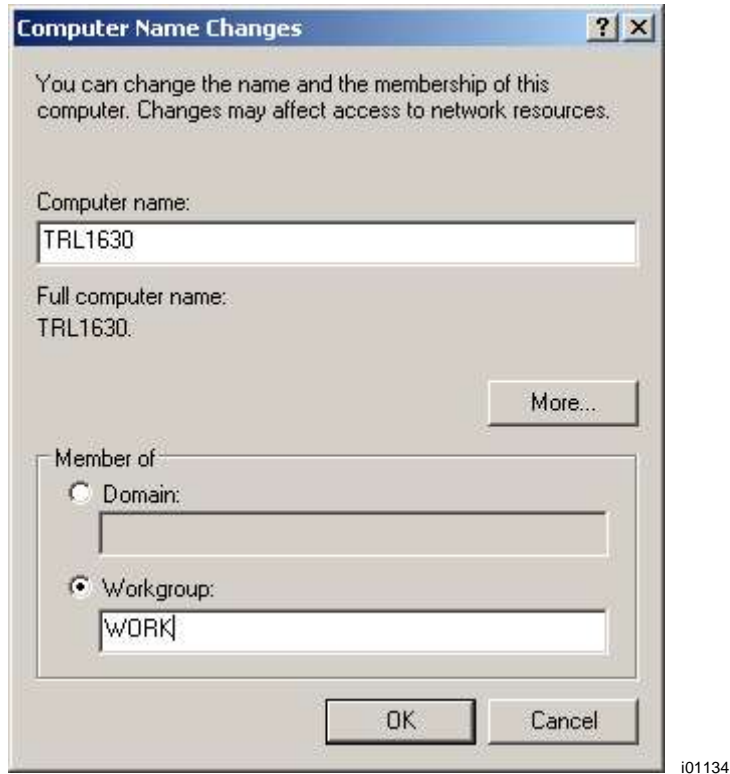 Computer Name Changes
You can change the name and the membership of this
computer. Changes may affect access to network resources.
Computer name:
TRL1630
Full computer name:
TRL1630.
More...
Member of
Domain:
Workgroup:
WORK
OK Cancel
i01134